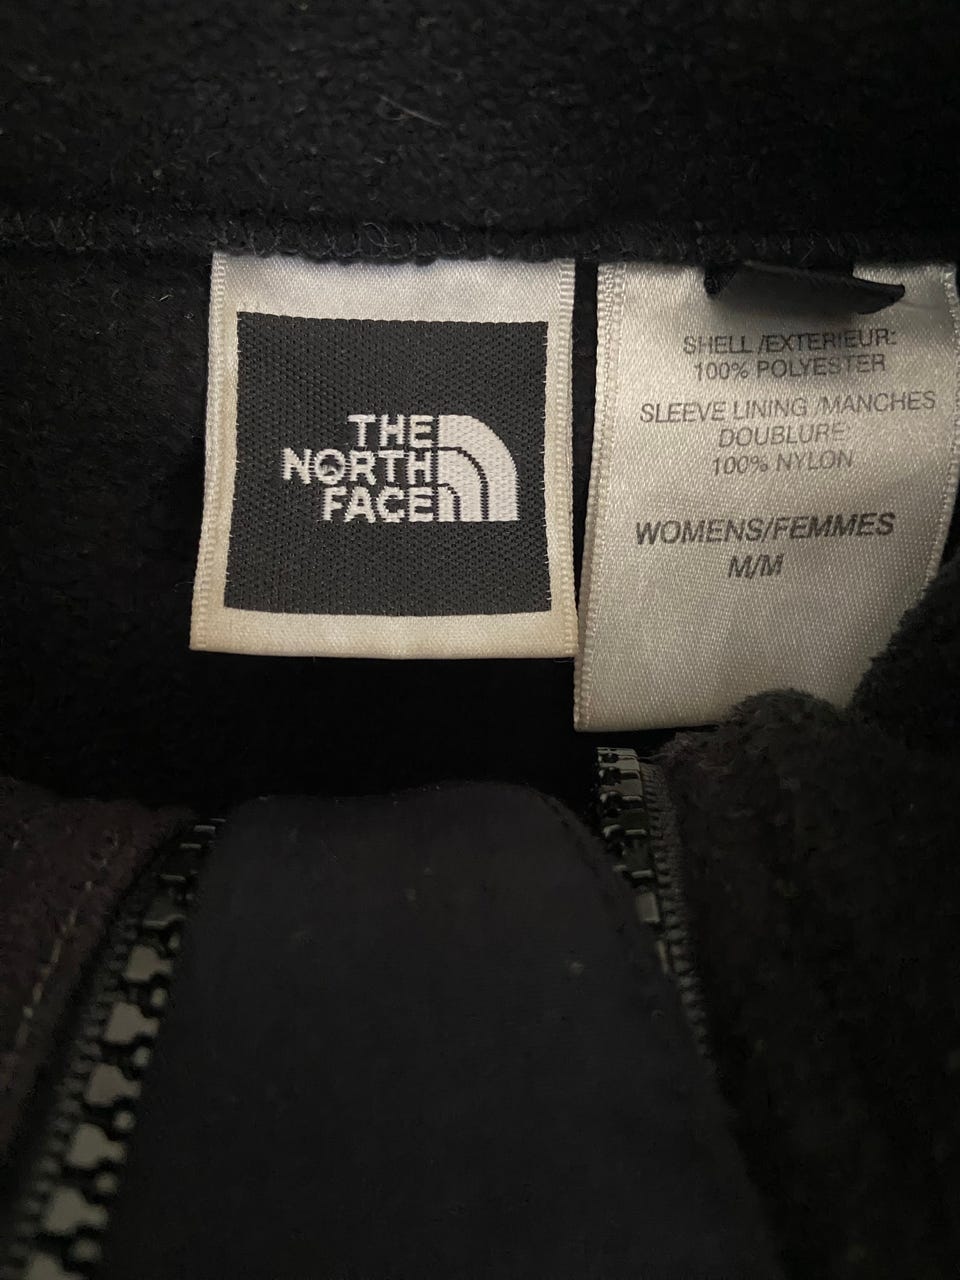 THE
NORTH
FACE
SHELL/EXTERIEUR:
100% POLYESTER
SLEEVE LINING/MANCHES
DOUBLURE
100% NYLON
WOMENS/FEMMES
M/M